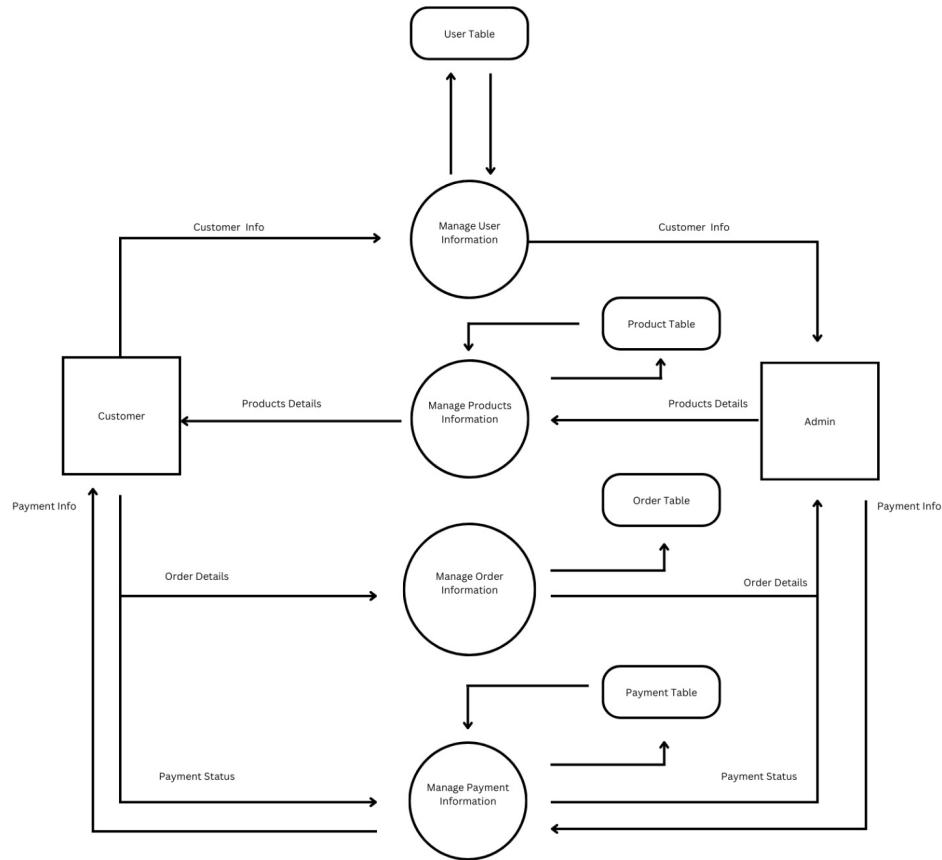 User Table
Manage User
Information
Customer  Info
Customer  Info
Product Table
Manage Products
Information
Products Details
Products Details
Customer
Admin
Order Table
Payment Info
Payment Info
Manage Order
Information
Order Details
Order Details
Payment Table
Manage Payment
Information
Payment Status
Payment Status